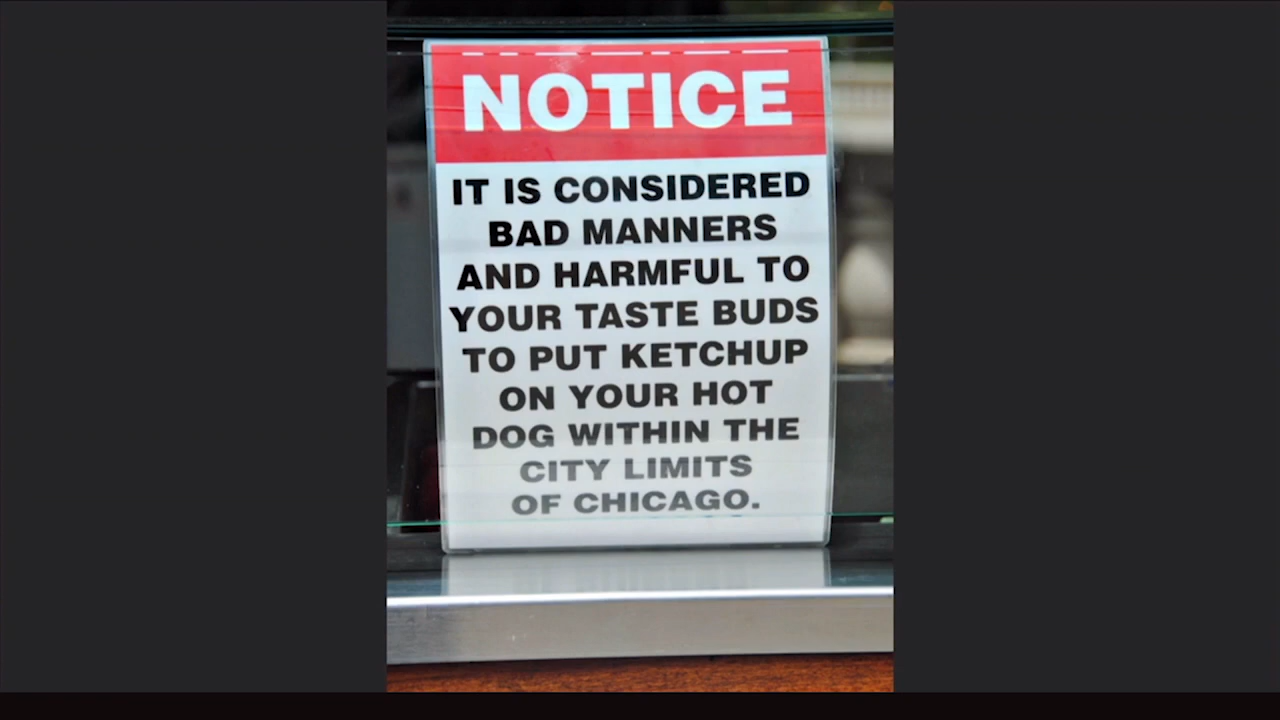 NOTICE
IT IS CONSIDERED
BAD MANNERS
AND HARMFUL TO
YOUR TASTE BUDS
TO PUT KETCHUP
ON YOUR HOT
DOG WITHIN THE
CITY LIMITS
OF CHICAGO.